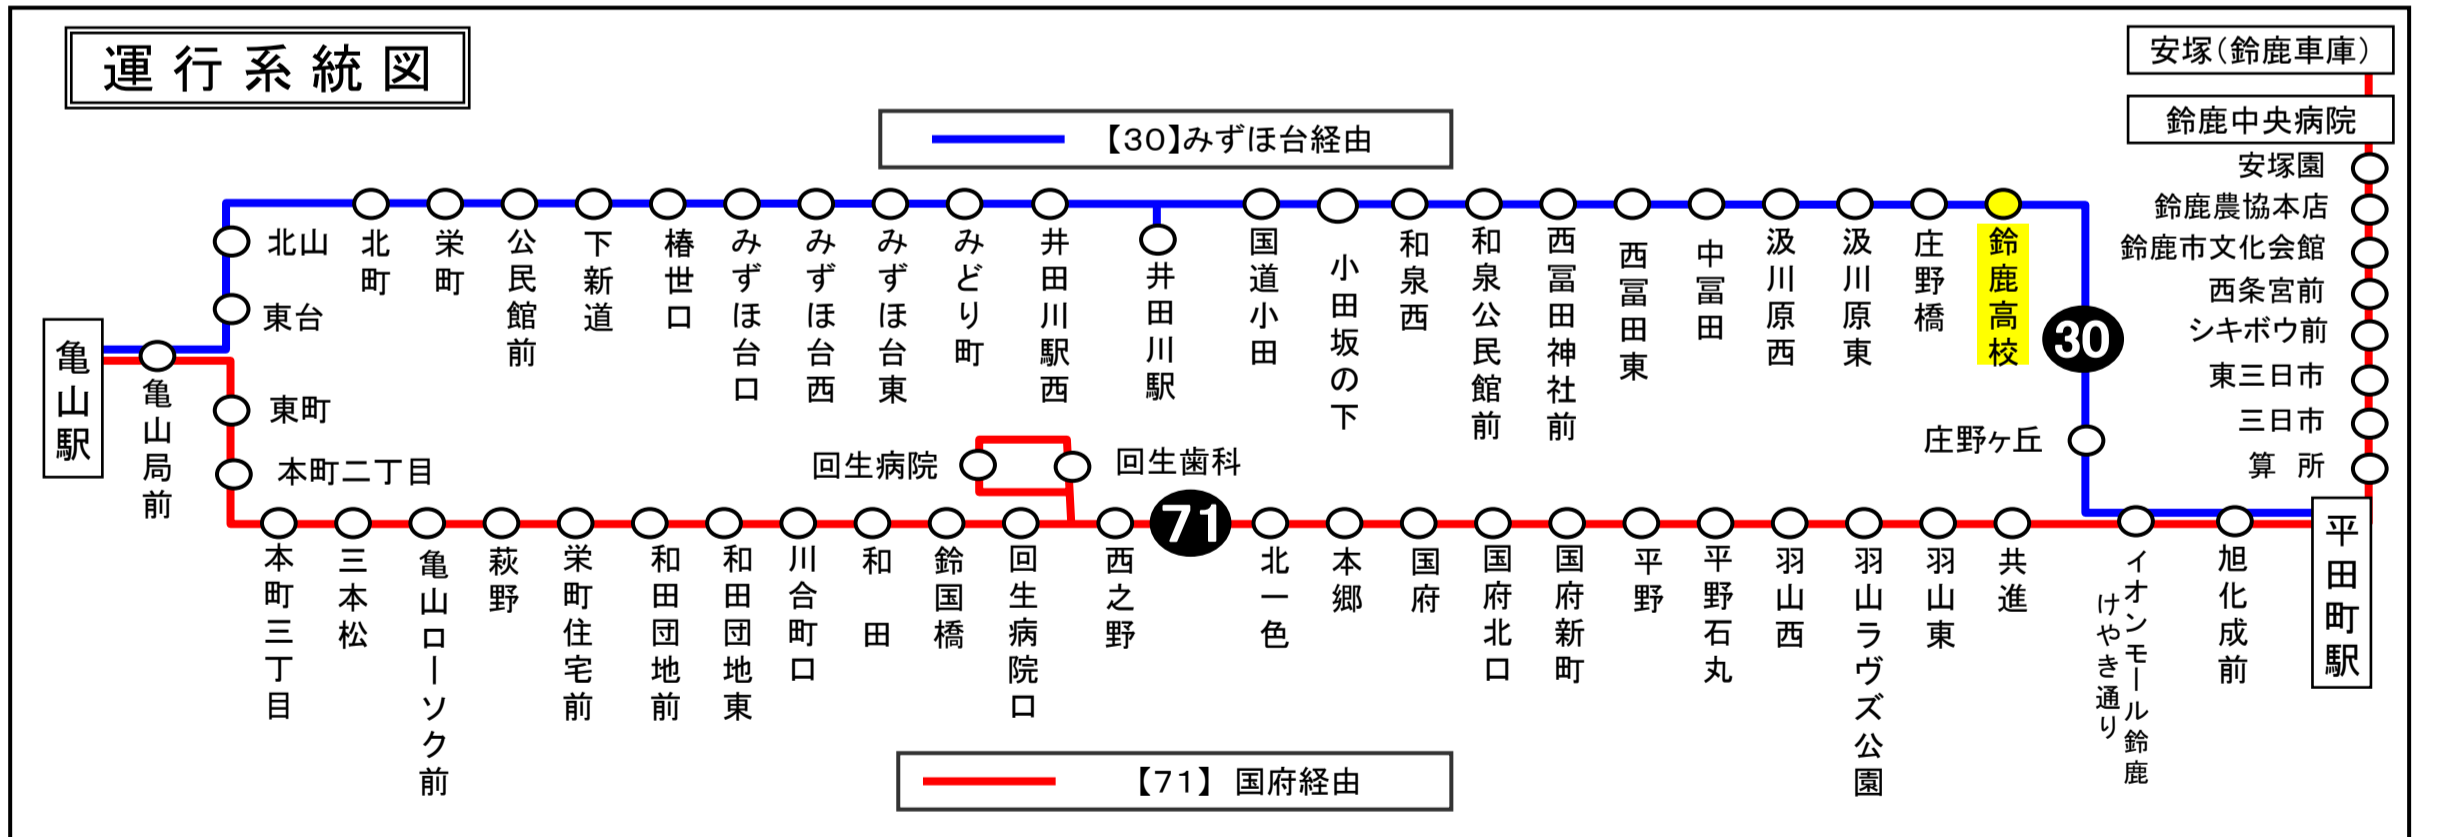 運行系統図
【30】みずほ台経由
安塚(鈴鹿車庫)
鈴鹿中央病院
安塚園
鈴鹿農協本店
鈴鹿市文化会館
西条宮前
シキボウ前
東三日市
三日市
算 所
平田町駅
亀山駅
亀山局前
東台
北山
北町
栄町
公民館前
下新道
椿世口
みずほ台口
みずほ台西
みずほ台東
みどり町
井田川駅西
井田川駅
国道小田
小田坂の下
和泉西
和泉公民館前
西冨田神社前
西冨田東
中冨田
汲川原西
汲川原東
庄野橋
鈴鹿高校
30
庄野ヶ丘
東町
本町二丁目
本町三丁目
三本松
亀山ローソク前
萩野
栄町住宅前
和田団地前
和田団地東
川合町口
和 田
鈴国橋
回生病院口
回生病院
回生歯科
西之野
71
北一色
本郷
国府
国府北口
国府新町
平野
平野石丸
羽山西
羽山ラヴズ公園
羽山東
共進
イオンモール鈴鹿
けやき通り
旭化成前
【71】 国府経由